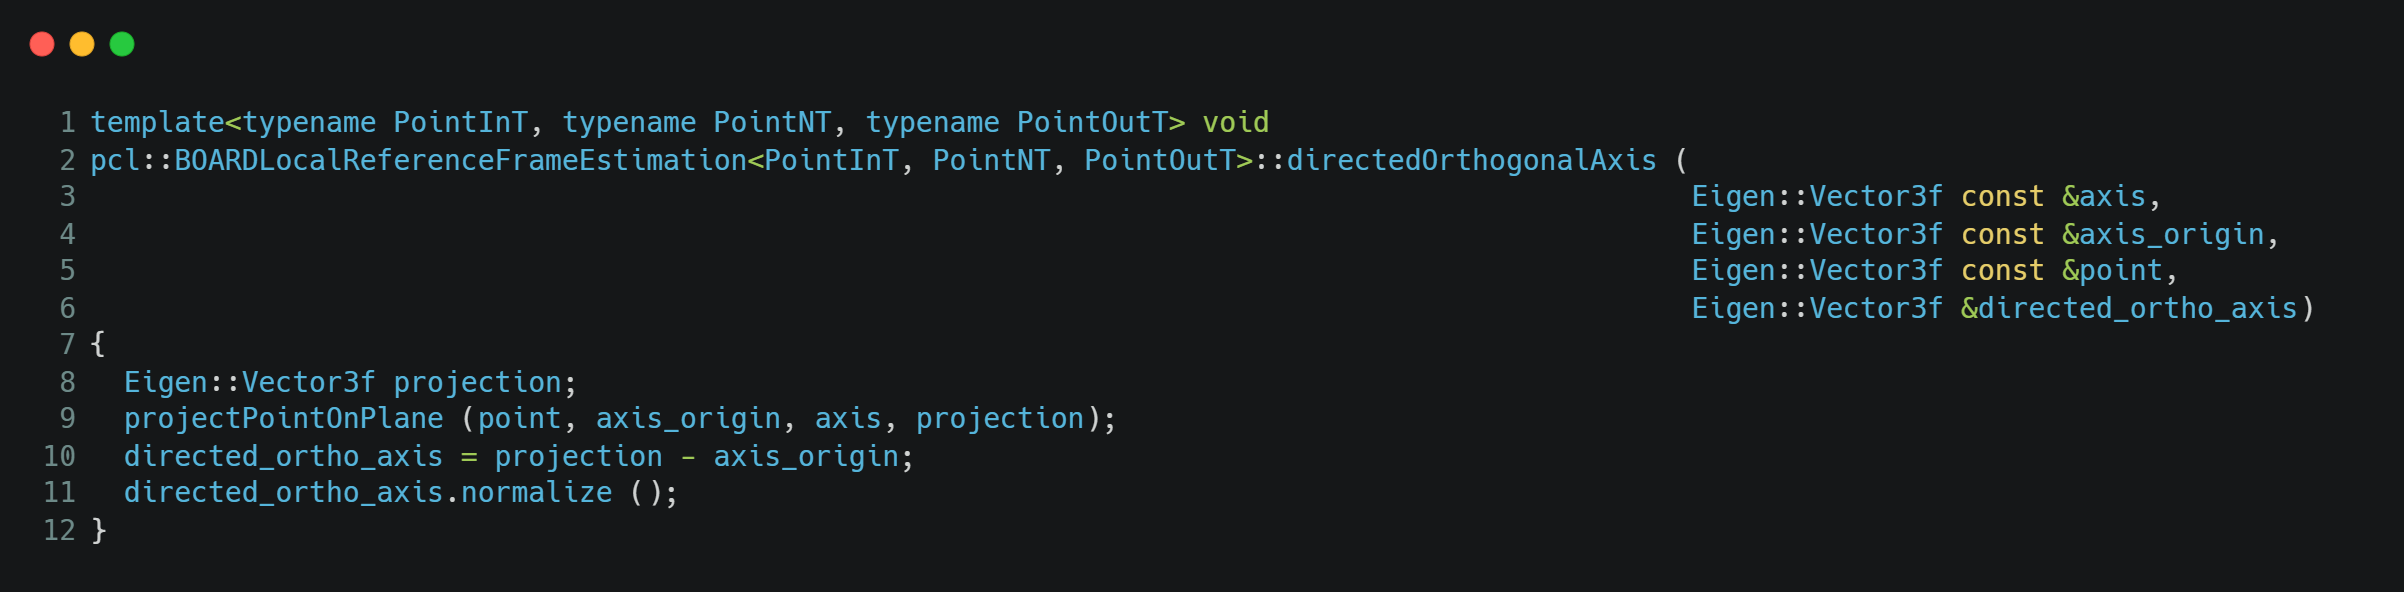 1 template<typename PointInT, typename PointNT, typename PointOutT> void
2 pcl::BOARDLocalReferenceFrameEstimation<PointInT, PointNT, PointOutT>::directedOrthogonalAxis (
3 Eigen::Vector3f const &axis,
4 Eigen::Vector3f const &axis_origin,
5 Eigen::Vector3f const &point,
6 Eigen::Vector3f &directed_ortho_axis)
7 {
8   Eigen::Vector3f projection;
9   projectPointOnPlane (point, axis_origin, axis, projection);
10   directed_ortho_axis = projection - axis_origin;
11   directed_ortho_axis.normalize ();
12 }